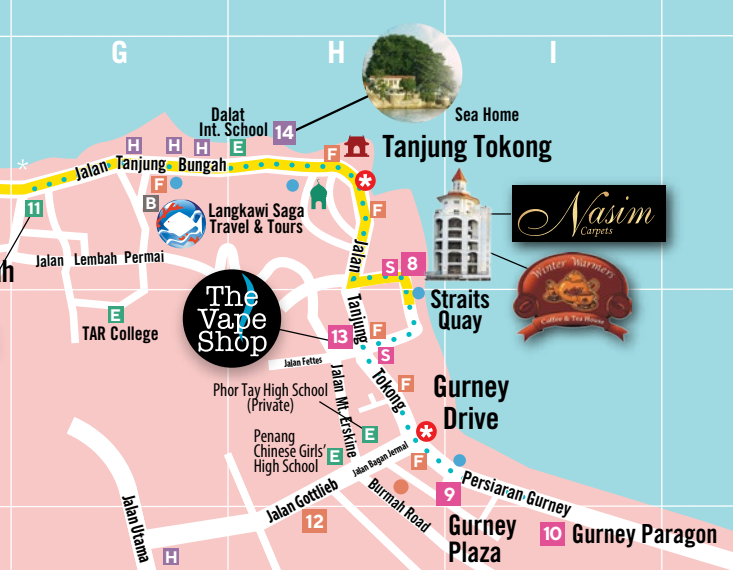 G
H
I
Sea Home
Dalat
Int. School
14
H
H
H
E
F
Tanjung Tokong
*
Jalan Tanjung Bungah
*
F
B
11
F
Langkawi Saga
Travel & Tours
Nasim
Carpets
Jalan Lembah Permai
h
Jalan
S
8
Winter Warmers
Coffee & Tea House
Straits
Quay
The
Vape
Shop
E
TAR College
Tanjung
13
F
S
Jalan Fettes
Tokong
F
Jalan Mt. Erskine
Phor Tay High School
(Private)
Gurney
Drive
*
E
Penang
Chinese Girls'
High School
E
Jalan Bagan Jermal
F
Persiaran Gurney
9
Jalan Gottlieb
Burmah Road
12
Jalan Utama
H
Gurney
Plaza
10
Gurney Paragon